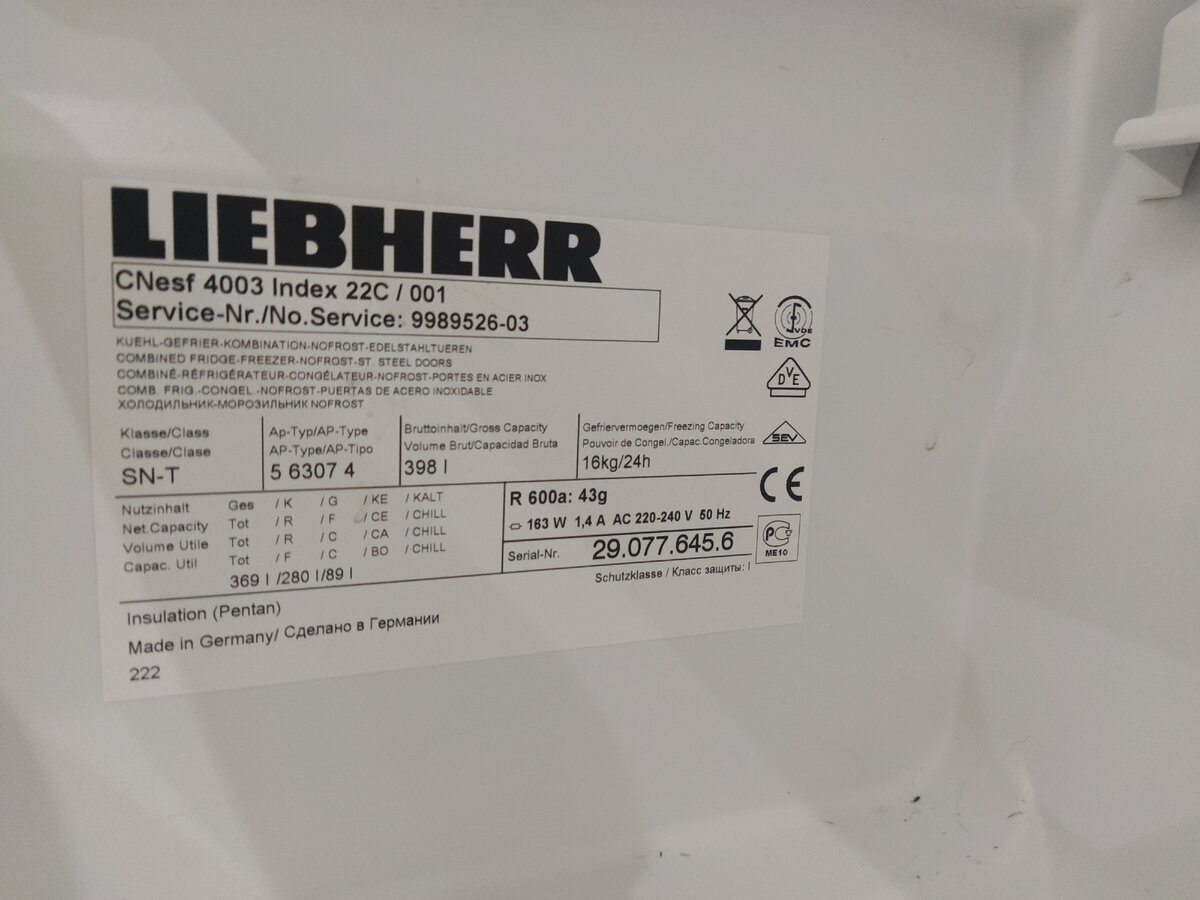 LIEBHERR
CNesf 4003 Index 22C / 001
Service-Nr./No.Service: 9989526-03
KUEHL-GEFRIER-KOMBINATION-NOFROST-EDELSTAHLTUEREN
COMBINED FRIDGE-FREEZER-NOFROST-ST. STEEL DOORS
COMBINÉ-RÉFRIGÉRATEUR-CONGÉLATEUR-NOFROST-PORTES EN ACIER INOX
COMB. FRIG.-CONGEL.-NOFROST-PUERTAS DE ACERO INOXIDABLE
ХОЛОДИЛЬНИК-МОРОЗИЛЬНИК NOFROST
VDE
EMC
DVE
SEV
CE
РС
ME10
Klasse/Class
Classe/Clase
SN-T
Ap-Typ/AP-Type
AP-Type/AP-Tipo
5 6307 4
Bruttoinhalt/Gross Capacity
Volume Brut/Capacidad Bruta
398 l
Gefriervermoegen/Freezing Capacity
Pouvoir de Congel./Capac.Congeladora
16kg/24h
Nutzinhalt Ges / K / G / KE / KALT
Net.Capacity Tot / R / F / CE / CHILL
Volume Utile Tot / R / C / CA / CHILL
Capac. Util Tot / F / C / BO / CHILL
369 l /280 l/89 l
R 600a: 43g
163 W 1,4 A AC 220-240 V 50 Hz
Serial-Nr. 29.077.645.6
Schutzklasse / Класс защиты: I
Insulation (Pentan)
Made in Germany/ Сделано в Германии
222